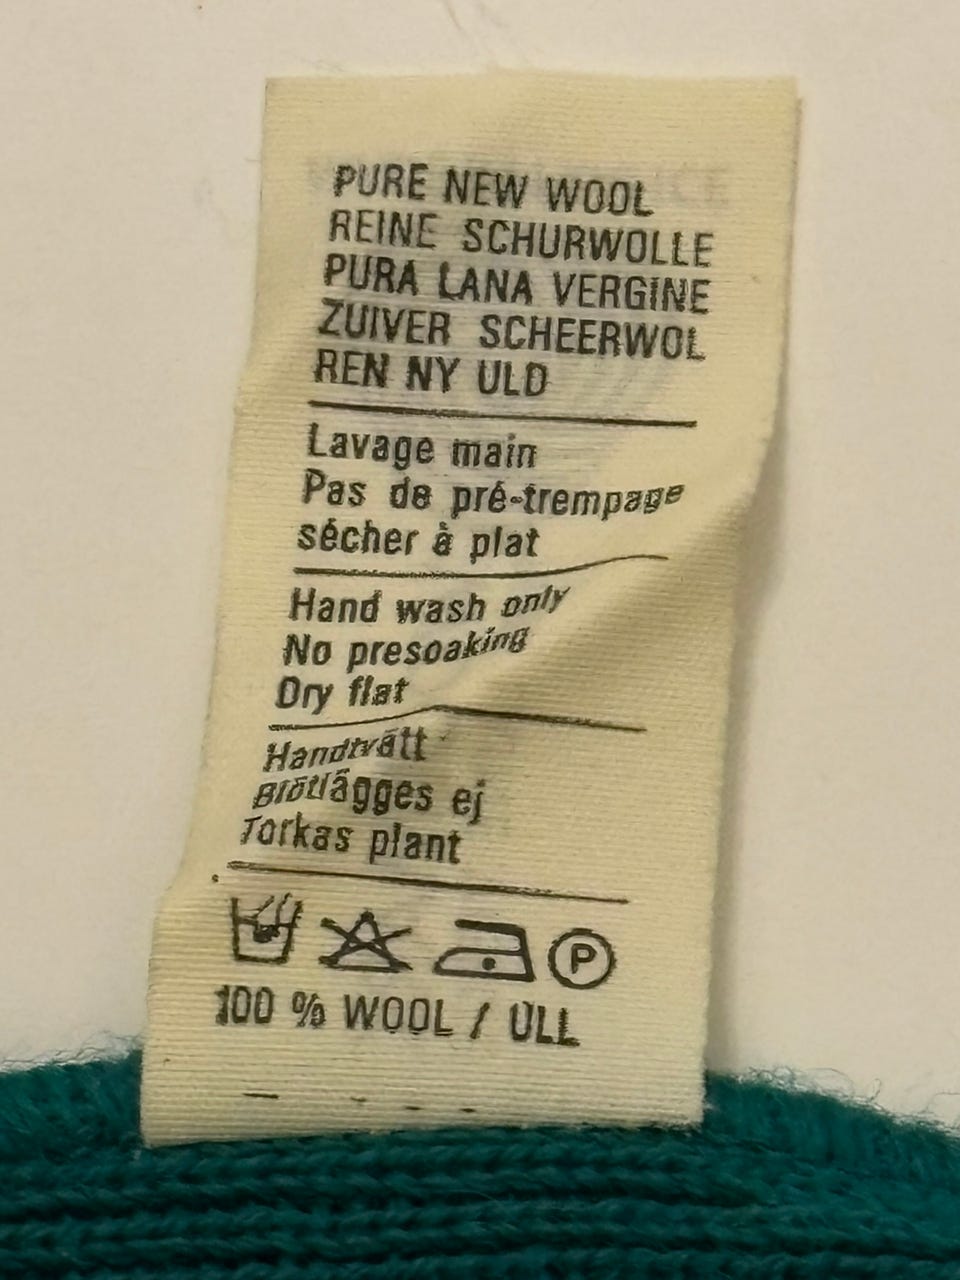 PURE NEW WOOL
REINE SCHURWOLLE
PURA LANA VERGINE
ZUIVER SCHEERWOL
REN NY ULD
Lavage main
Pas de pré-trempage
sécher à plat
Hand wash only
No presoaking
Dry flat
Handtvätt
Blötlägges ej
Torkas plant
P
100 % WOOL / ULL